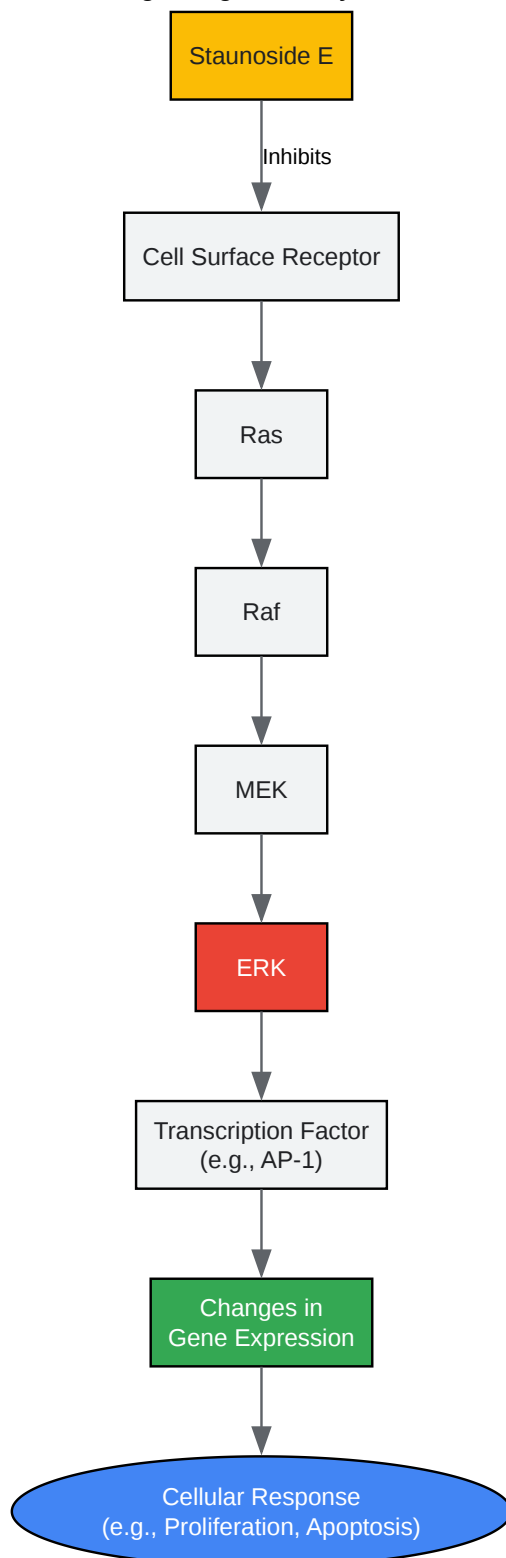 Staunoside E
Inhibits
Cell Surface Receptor
Ras
Raf
MEK
ERK
Transcription Factor
(e.g., AP-1)
Changes in
Gene Expression
Cellular Response
(e.g., Proliferation, Apoptosis)